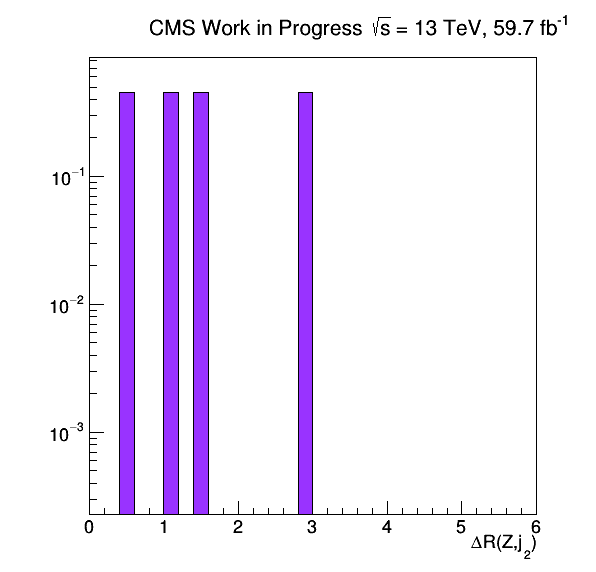 CMS Work in Progress √s = 13 TeV, 59.7 fb⁻¹
10⁻¹
10⁻²
10⁻³
0 1 2 3 4 5 6
ΔR(Z,j₂)